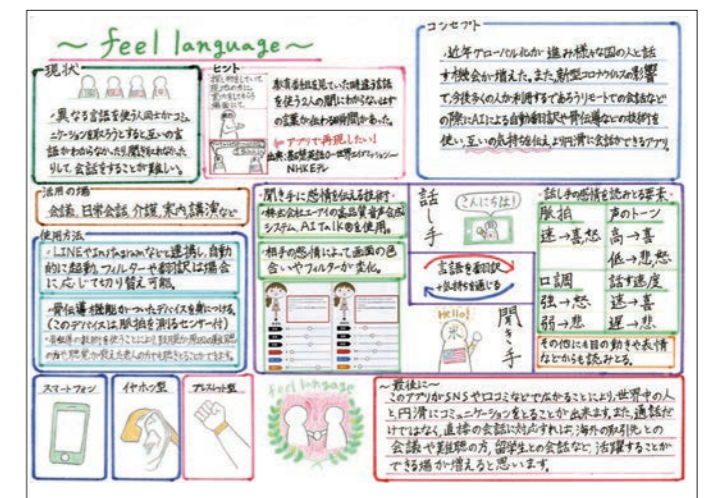 ～ feel language ～
現状
・異なる言語を使う人同士がコミュ
ニケーションを取ろうとすると互いの言
語がわからなかったり、聞き取れなかった
りして、会話をすることが難しい。
ヒント
教育番組を見ていた時違う言語
を使う2人の間にわからないはず
の言葉が伝わる瞬間があった。
アプリで再現したい!
NHK Eテレ
コンセプト
・近年グローバル化が進み様々な国の人と話
す機会が増えた。また、新型コロナウイルスの影響
で、今後多くの人が利用するであろうリモートでの会話など
の際にAIによる自動翻訳や骨伝導などの技術を
使い、互いの気持ちを伝え、より円滑に会話ができるアプリ
活用の場
会議、日常会話、介護、案内、講演など
使用方法
・LINEやInstagramなどと連携し、自動
的に起動。フィルターや翻訳は場合
に応じて切り替え可能。
・骨伝導機能がついたデバイスを身につける。
(このデバイスは脈拍を測るセンサー付)
・聞き手に感情を伝える技術・
・株式会社エーアイの高品質音声合成
システム、AITalk®を使用。
・相手の感情によって画面の色
合いやフィルターが変化。
話し手
こんにちは!
言語を翻訳
+気持ちを通じる
Hello!
聞き手
・話し手の感情を読みとる要素・
脈拍
速→喜、怒
声のトーン
高→喜
低→悲、怒
口調
強→怒
弱→悲
話す速度
速→喜
遅→悲
その他にも目の動きや表情
などからも読みとる。
スマートフォン
イヤホン型
ブレスレット型
feel language
～最後に～
このアプリがSNSや口コミなどで広がることにより、世界中の人
と円滑にコミュニケーションをとることが出来ます。また、通話だ
けではなく、直接の会話に対応すれば、海外の取引先との
会議や難聴の方、留学生との会話など、活躍することが
できる場が増えると思います。